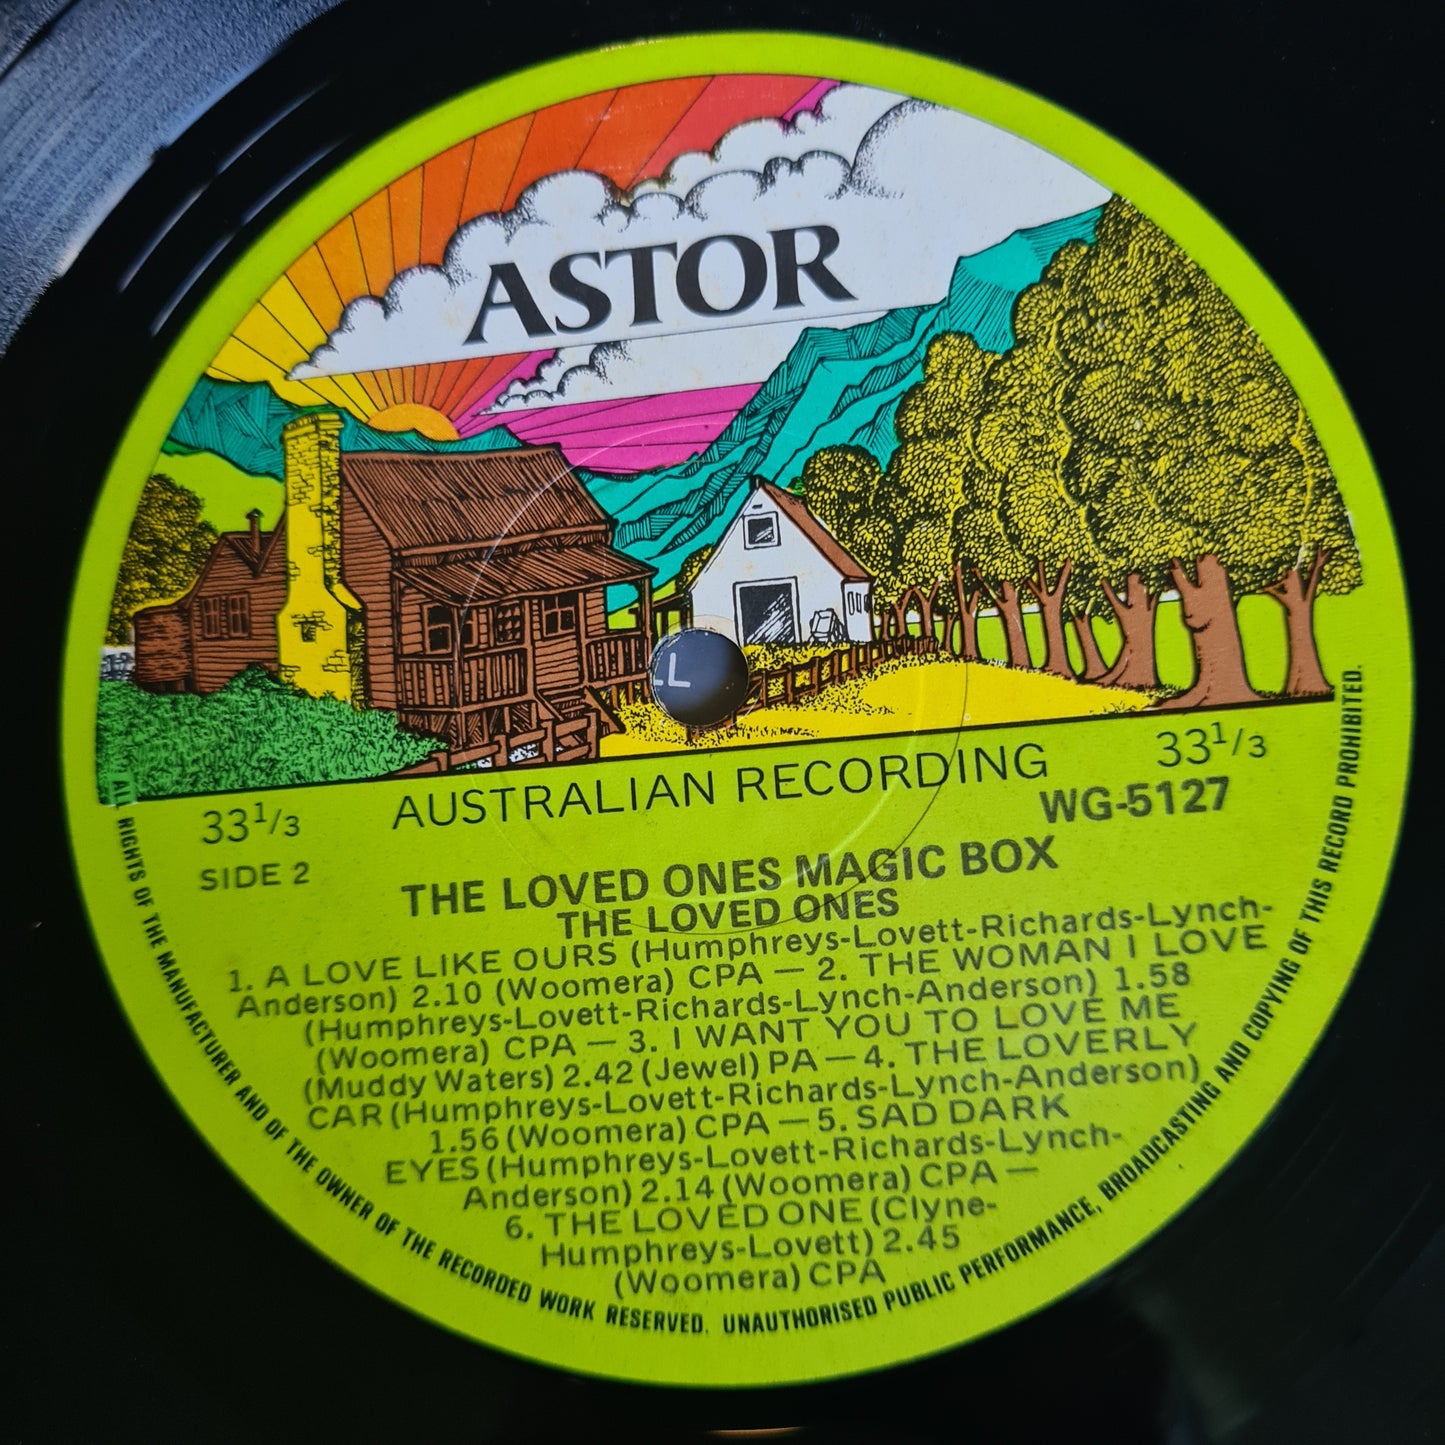 ASTOR
LL
AUSTRALIAN RECORDING
33 1/3
33 1/3
WG-5127
SIDE 2
THE LOVED ONES MAGIC BOX
THE LOVED ONES
1. A LOVE LIKE OURS (Humphreys-Lovett-Richards-Lynch-
Anderson) 2.10 (Woomera) CPA — 2. THE WOMAN I LOVE
(Humphreys-Lovett-Richards-Lynch-Anderson) 1.58
(Woomera) CPA — 3. I WANT YOU TO LOVE ME
(Muddy Waters) 2.42 (Jewel) PA — 4. THE LOVERLY
CAR (Humphreys-Lovett-Richards-Lynch-Anderson)
1.56 (Woomera) CPA — 5. SAD DARK
EYES (Humphreys-Lovett-Richards-Lynch-
Anderson) 2.14 (Woomera) CPA —
6. THE LOVED ONE (Clyne-
Humphreys-Lovett) 2.45
(Woomera) CPA
ALL RIGHTS OF THE MANUFACTURER AND OF THE OWNER OF THE RECORDED WORK RESERVED. UNAUTHORISED PUBLIC PERFORMANCE, BROADCASTING AND COPYING OF THIS RECORD PROHIBITED.